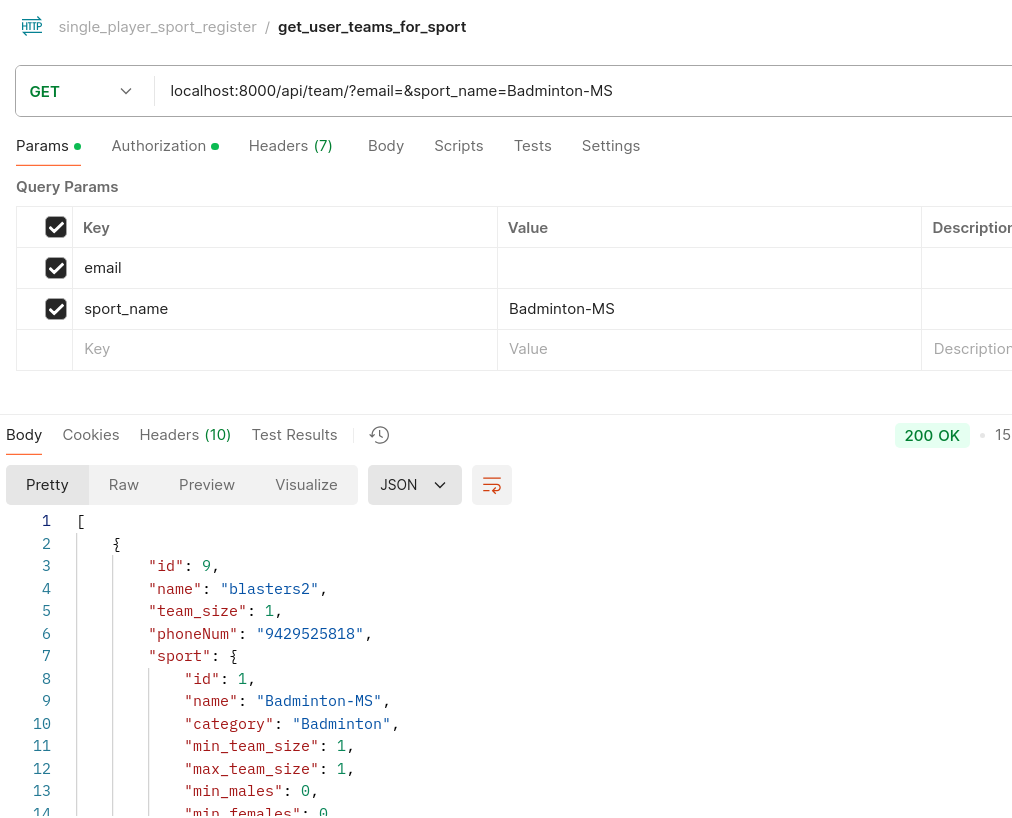 HTTP single_player_sport_register / get_user_teams_for_sport
GET localhost:8000/api/team/?email=&sport_name=Badminton-MS
Params Authorization Headers (7) Body Scripts Tests Settings
Query Params
Key Value Description
email
sport_name Badminton-MS
Key Value Description
Body Cookies Headers (10) Test Results 200 OK 15
Pretty Raw Preview Visualize JSON
1 [
2 {
3 "id": 9,
4 "name": "blasters2",
5 "team_size": 1,
6 "phoneNum": "9429525818",
7 "sport": {
8 "id": 1,
9 "name": "Badminton-MS",
10 "category": "Badminton",
11 "min_team_size": 1,
12 "max_team_size": 1,
13 "min_males": 0,
14 "min_females": 0